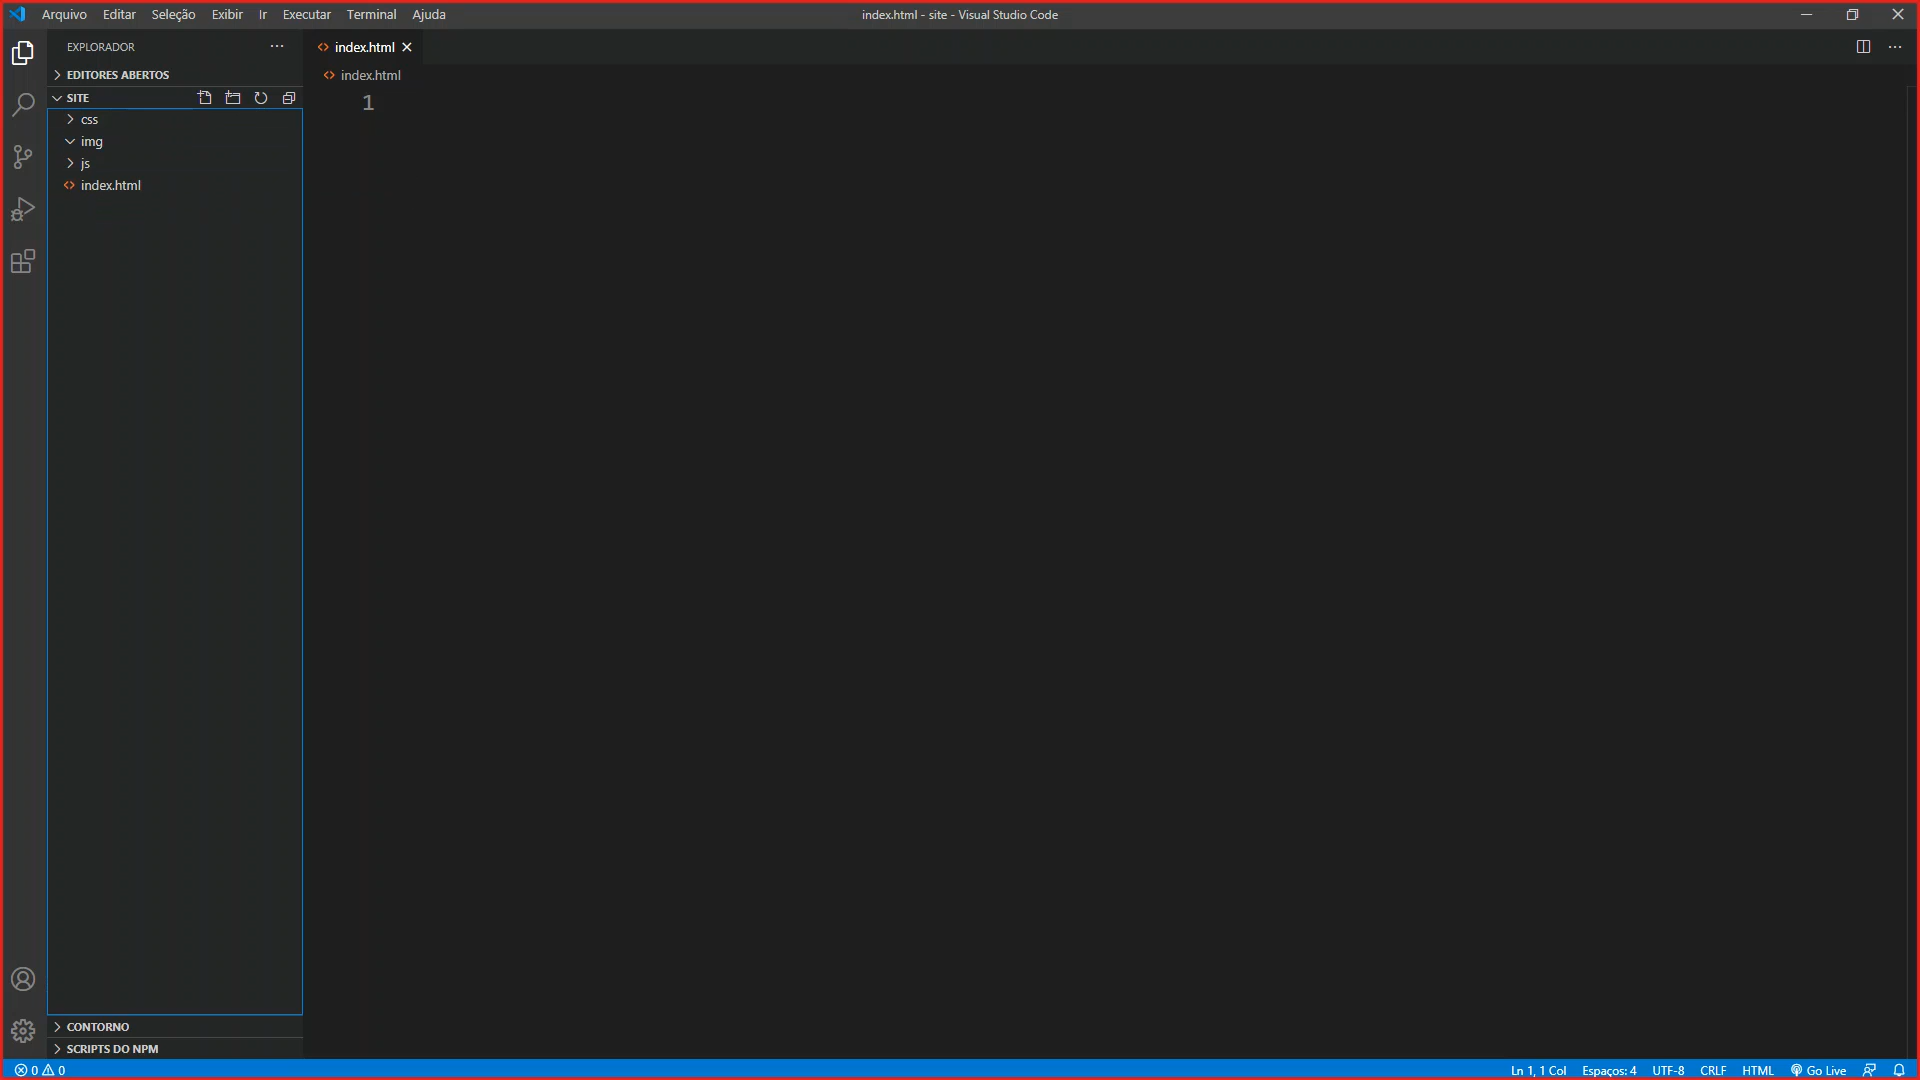 Arquivo Editar Seleção Exibir Ir Executar Terminal Ajuda
index.html - site - Visual Studio Code
EXPLORADOR
index.html
EDITORES ABERTOS
index.html
SITE
1
css
img
js
index.html
CONTORNO
SCRIPTS DO NPM
0 0
Ln 1, 1 Col Espaços: 4 UTF-8 CRLF HTML Go Live